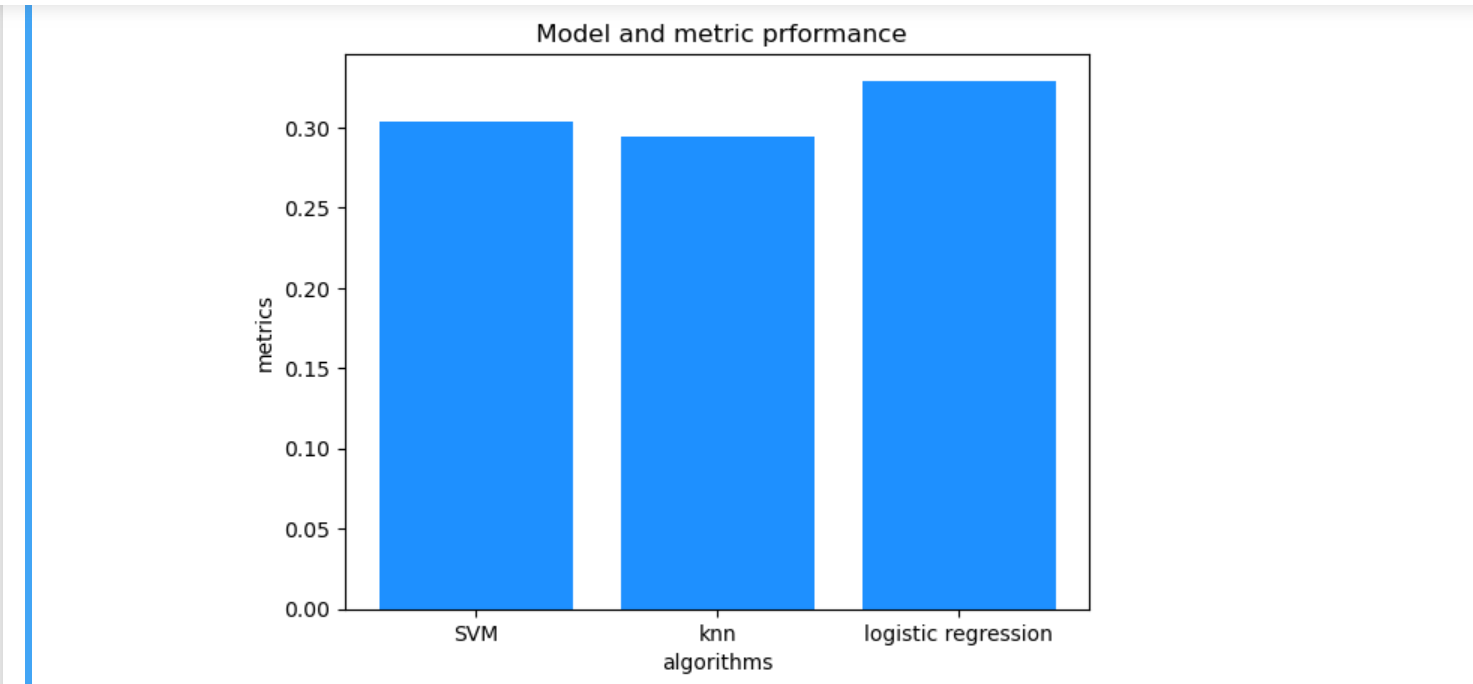 Model and metric prformance
0.30
0.25
0.20
0.15
0.10
0.05
0.00
metrics
SVM knn logistic regression
algorithms